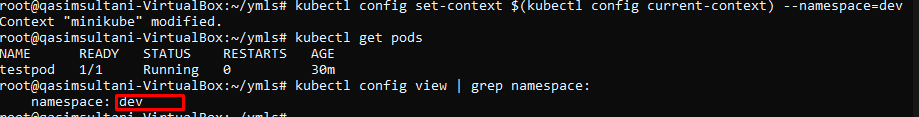 root@qasimsultani-VirtualBox:~/ymls# kubectl config set-context $(kubectl config current-context) --namespace=dev
Context "minikube" modified.
root@qasimsultani-VirtualBox:~/ymls# kubectl get pods
NAME READY STATUS RESTARTS AGE
testpod 1/1 Running 0 30m
root@qasimsultani-VirtualBox:~/ymls# kubectl config view | grep namespace:
namespace: dev
root@qasimsultani-VirtualBox:~/ymls#